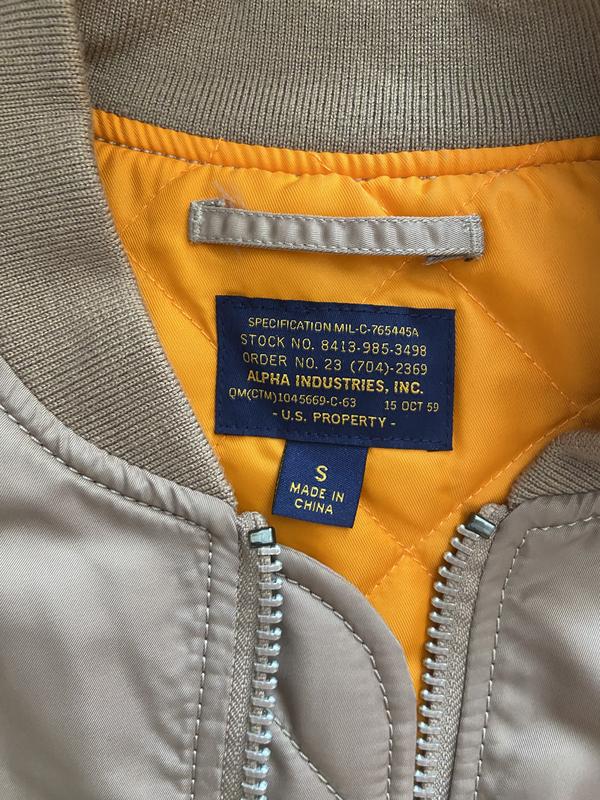 SPECIFICATION MIL-C-765445A
STOCK NO. 8413-985-3498
ORDER NO. 23 (704)-2369
ALPHA INDUSTRIES, INC.
QM(CTM)1045669-C-63 15 OCT 59
- U.S. PROPERTY -
S
MADE IN
CHINA